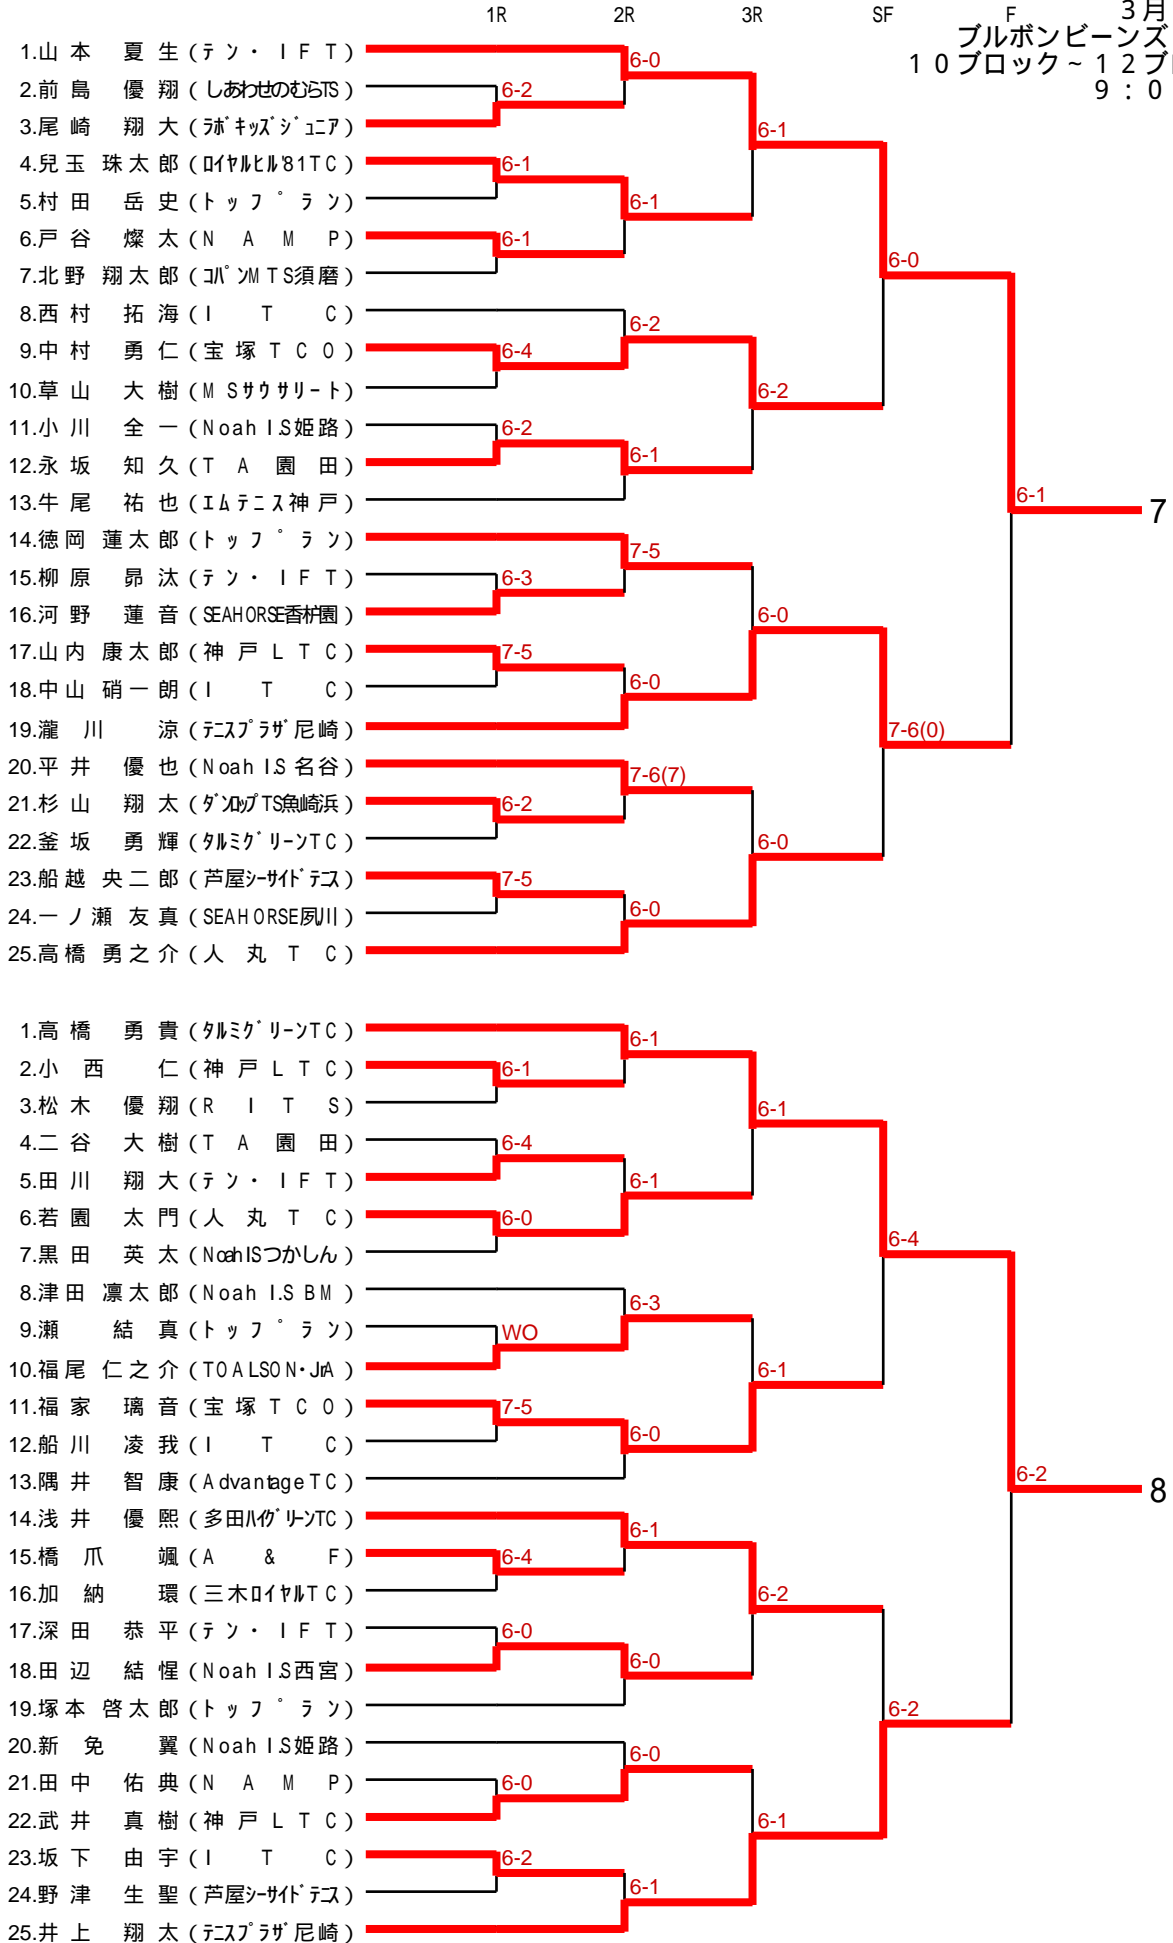 1R 2R 3R SF F 3月
ブルボンビーンズ
10ブロック~12ブ
9:0
1.山本 夏生(テン・IFT)
6-0
2.前島 優翔(しあわせのむらTS)
6-2
3.尾崎 翔大(ラボキッズジュニア)
6-1
4.兒玉 珠太郎(ロイヤルヒル'81TC)
6-1
5.村田 岳史(トップラン)
6-1
6.戸谷 燦太(NAMP)
6-1
7.北野 翔太郎(コパンMTS須磨)
6-0
8.西村 拓海(ITC)
6-2
9.中村 勇仁(宝塚TCO)
6-4
10.草山 大樹(MSサウサリート)
6-2
11.小川 全一(Noah I.S姫路)
6-2
12.永坂 知久(TA園田)
6-1
13.牛尾 祐也(エムテニス神戸)
6-1
7
14.徳岡 蓮太郎(トップラン)
7-5
15.柳原 昴汰(テン・IFT)
6-3
16.河野 蓮音(SEAHORSE香枦園)
6-0
17.山内 康太郎(神戸LTC)
7-5
18.中山 硝一朗(ITC)
6-0
19.瀧川 涼(テニスプラザ尼崎)
7-6(0)
20.平井 優也(Noah I.S 名谷)
7-6(7)
21.杉山 翔太(ダンロップTS魚崎浜)
6-2
22.釜坂 勇輝(タルミグリーンTC)
6-0
23.船越 央二郎(芦屋シーサイドテニス)
7-5
24.一ノ瀬 友真(SEAHORSE夙川)
6-0
25.高橋 勇之介(人丸TC)
1.高橋 勇貴(タルミグリーンTC)
6-1
2.小西 仁(神戸LTC)
6-1
3.松木 優翔(RITS)
6-1
4.二谷 大樹(TA園田)
6-4
5.田川 翔大(テン・IFT)
6-1
6.若園 太門(人丸TC)
6-0
7.黒田 英太(Noah ISつかしん)
6-4
8.津田 凛太郎(Noah I.S BM)
6-3
9.瀬 結真(トップラン)
WO
10.福尾 仁之介(TOALSON・Jr.A)
6-1
11.福家 璃音(宝塚TCO)
7-5
12.船川 凌我(ITC)
6-0
13.隅井 智康(Advantage TC)
6-2
8
14.浅井 優熙(多田ハイグリーンTC)
6-1
15.橋爪 颯(A&F)
6-4
16.加納 環(三木ロイヤルTC)
6-2
17.深田 恭平(テン・IFT)
6-0
18.田辺 結惺(Noah I.S西宮)
6-0
19.塚本 啓太郎(トップラン)
6-2
20.新免 翼(Noah I.S姫路)
6-0
21.田中 佑典(NAMP)
6-0
22.武井 真樹(神戸LTC)
6-1
23.坂下 由宇(ITC)
6-2
24.野津 生聖(芦屋シーサイドテニス)
6-1
25.井上 翔太(テニスプラザ尼崎)